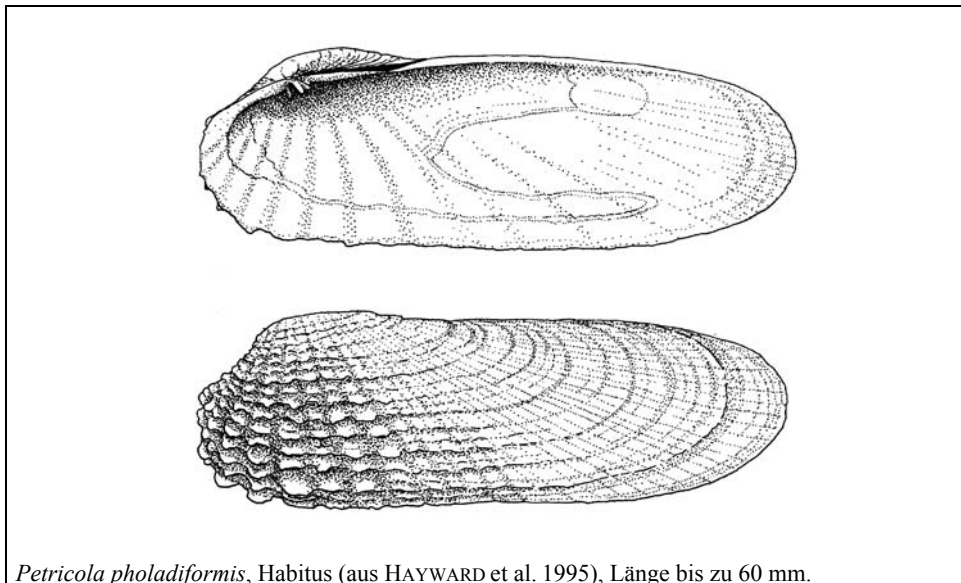 Petricola pholadiformis, Habitus (aus HAYWARD et al. 1995), Länge bis zu 60 mm.